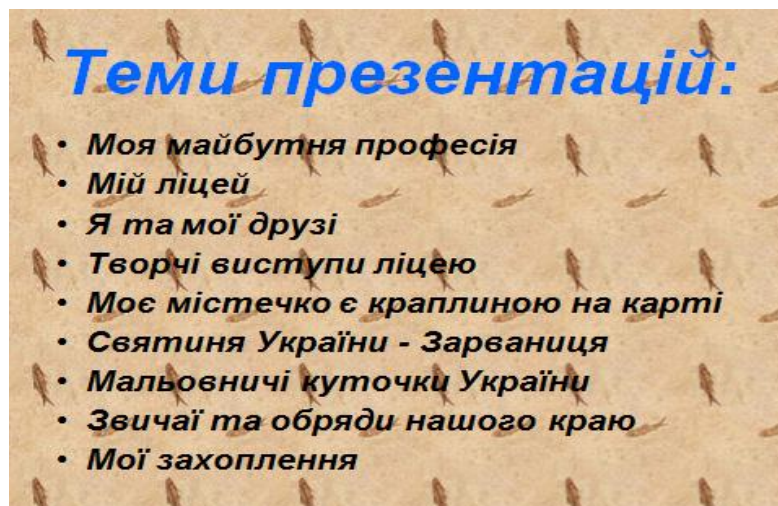 Теми презентацій:
• Моя майбутня професія
• Мій ліцей
• Я та мої друзі
• Творчі виступи ліцею
• Моє містечко є краплиною на карті
• Святиня України - Зарваниця
• Мальовничі куточки України
• Звичаї та обряди нашого краю
• Мої захоплення